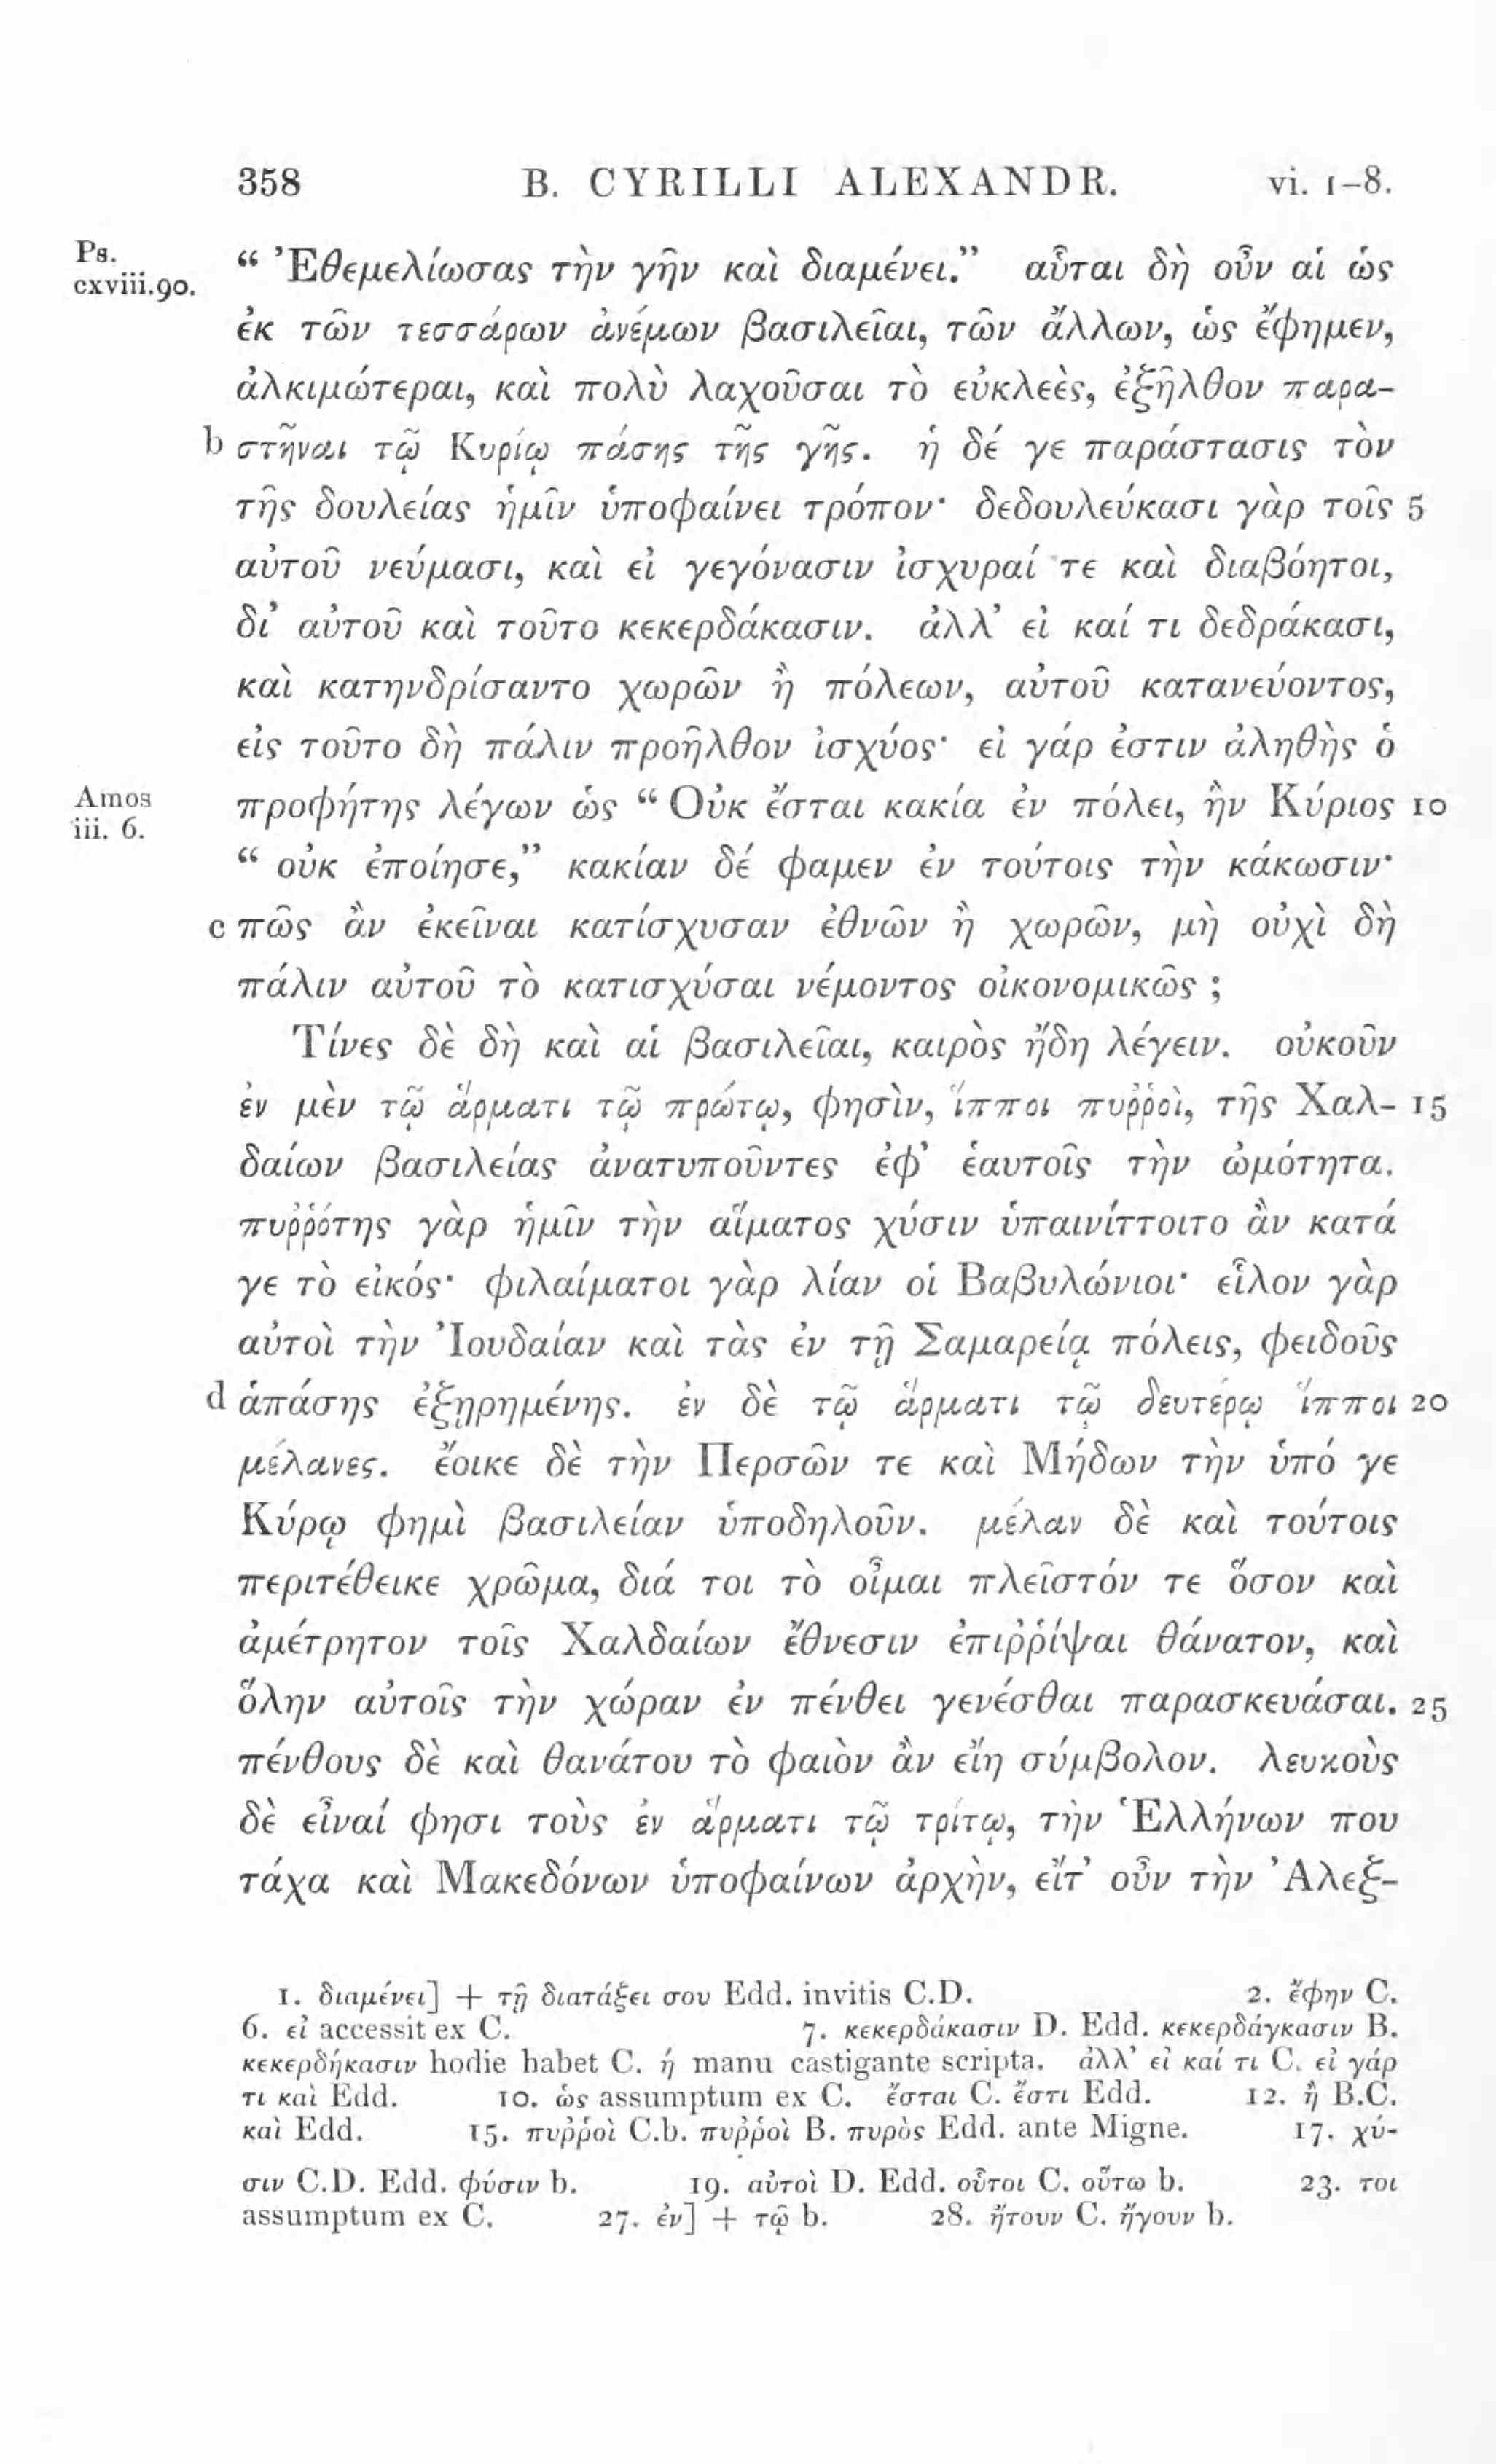 358 B. CYRILLI ALEXANDR. vi. 1–8.
Ps.
cxviii.90.
“ Ἐθεμελίωσας τὴν γῆν καὶ διαμένει.” αὗται δὴ οὖν αἱ ὡς
ἐκ τῶν τεσσάρων ἀνέμων βασιλεῖαι, τῶν ἄλλων, ὡς ἔφημεν,
ἀλκιμώτεραι, καὶ πολὺ λαχοῦσαι τὸ εὐκλεὲς, ἐξῆλθον παρα-
b στῆναι τῷ Κυρίῳ πάσης τῆς γῆς. ἡ δέ γε παράστασις τὸν
τῆς δουλείας ἡμῖν ὑποφαίνει τρόπον· δεδουλεύκασι γὰρ τοῖς 5
αὐτοῦ νεύμασι, καὶ εἰ γεγόνασιν ἰσχυραί τε καὶ διαβόητοι,
δι’ αὐτοῦ καὶ τοῦτο κεκερδάκασιν. ἀλλ’ εἰ καί τι δεδράκασι,
καὶ κατηνδρίσαντο χωρῶν ἢ πόλεων, αὐτοῦ κατανεύοντος,
εἰς τοῦτο δὴ πάλιν προῆλθον ἰσχύος· εἰ γάρ ἐστιν ἀληθὴς ὁ
Amos
iii. 6.
προφήτης λέγων ὡς “ Οὐκ ἔσται κακία ἐν πόλει, ἣν Κύριος 10
“ οὐκ ἐποίησε,” κακίαν δέ φαμεν ἐν τούτοις τὴν κάκωσιν·
c πῶς ἂν ἐκεῖναι κατίσχυσαν ἐθνῶν ἢ χωρῶν, μὴ οὐχὶ δὴ
πάλιν αὐτοῦ τὸ κατισχύσαι νέμοντος οἰκονομικῶς ;
Τίνες δὲ δὴ καὶ αἱ βασιλεῖαι, καιρὸς ἤδη λέγειν. οὐκοῦν
ἐν μὲν τῷ ἅρματι τῷ πρώτῳ, φησὶν, ἵπποι πυῤῥοὶ, τῆς Χαλ- 15
δαίων βασιλείας ἀνατυποῦντες ἐφ’ ἑαυτοῖς τὴν ὠμότητα.
πυῤῥότης γὰρ ἡμῖν τὴν αἵματος χύσιν ὑπαινίττοιτο ἂν κατά
γε τὸ εἰκός· φιλαίματοι γὰρ λίαν οἱ Βαβυλώνιοι· εἷλον γὰρ
αὐτοὶ τὴν Ἰουδαίαν καὶ τὰς ἐν τῇ Σαμαρείᾳ πόλεις, φειδοῦς
d ἁπάσης ἐξῃρημένης. ἐν δὲ τῷ ἅρματι τῷ δευτέρῳ ἵπποι 20
μέλανες. ἔοικε δὲ τὴν Περσῶν τε καὶ Μήδων τὴν ὑπό γε
Κύρῳ φημὶ βασιλείαν ὑποδηλοῦν. μέλαν δὲ καὶ τούτοις
περιτέθεικε χρῶμα, διά τοι τὸ οἶμαι πλεῖστόν τε ὅσον καὶ
ἀμέτρητον τοῖς Χαλδαίων ἔθνεσιν ἐπιῤῥίψαι θάνατον, καὶ
ὅλην αὐτοῖς τὴν χώραν ἐν πένθει γενέσθαι παρασκευάσαι. 25
πένθους δὲ καὶ θανάτου τὸ φαιὸν ἂν εἴη σύμβολον. λευκοὺς
δὲ εἶναί φησι τοὺς ἐν ἅρματι τῷ τρίτῳ, τὴν Ἑλλήνων που
τάχα καὶ Μακεδόνων ὑποφαίνων ἀρχὴν, εἴτ’ οὖν τὴν Ἀλεξ-
1. διαμένει] + τῇ διατάξει σου Edd. invitis C.D. 2. ἔφην C.
6. εἰ accessit ex C. 7. κεκερδάκασιν D. Edd. κεκερδάγκασιν B.
κεκερδήκασιν hodie habet C. ή manu castigante scripta. ἀλλ’ εἰ καί τι C. εἰ γάρ
τι καὶ Edd. 10. ὡς assumptum ex C. ἔσται C. ἔστι Edd. 12. ἢ B.C.
καὶ Edd. 15. πυῤῥοὶ C.b. πυῤῥοὶ B. πυρὸς Edd. ante Migne. 17. χύ-
σιν C.D. Edd. φύσιν b. 19. αὐτοὶ D. Edd. οὗτοι C. οὕτω b. 23. τοι
assumptum ex C. 27. ἐν] + τῷ b. 28. ἤτουν C. ἤγουν b.